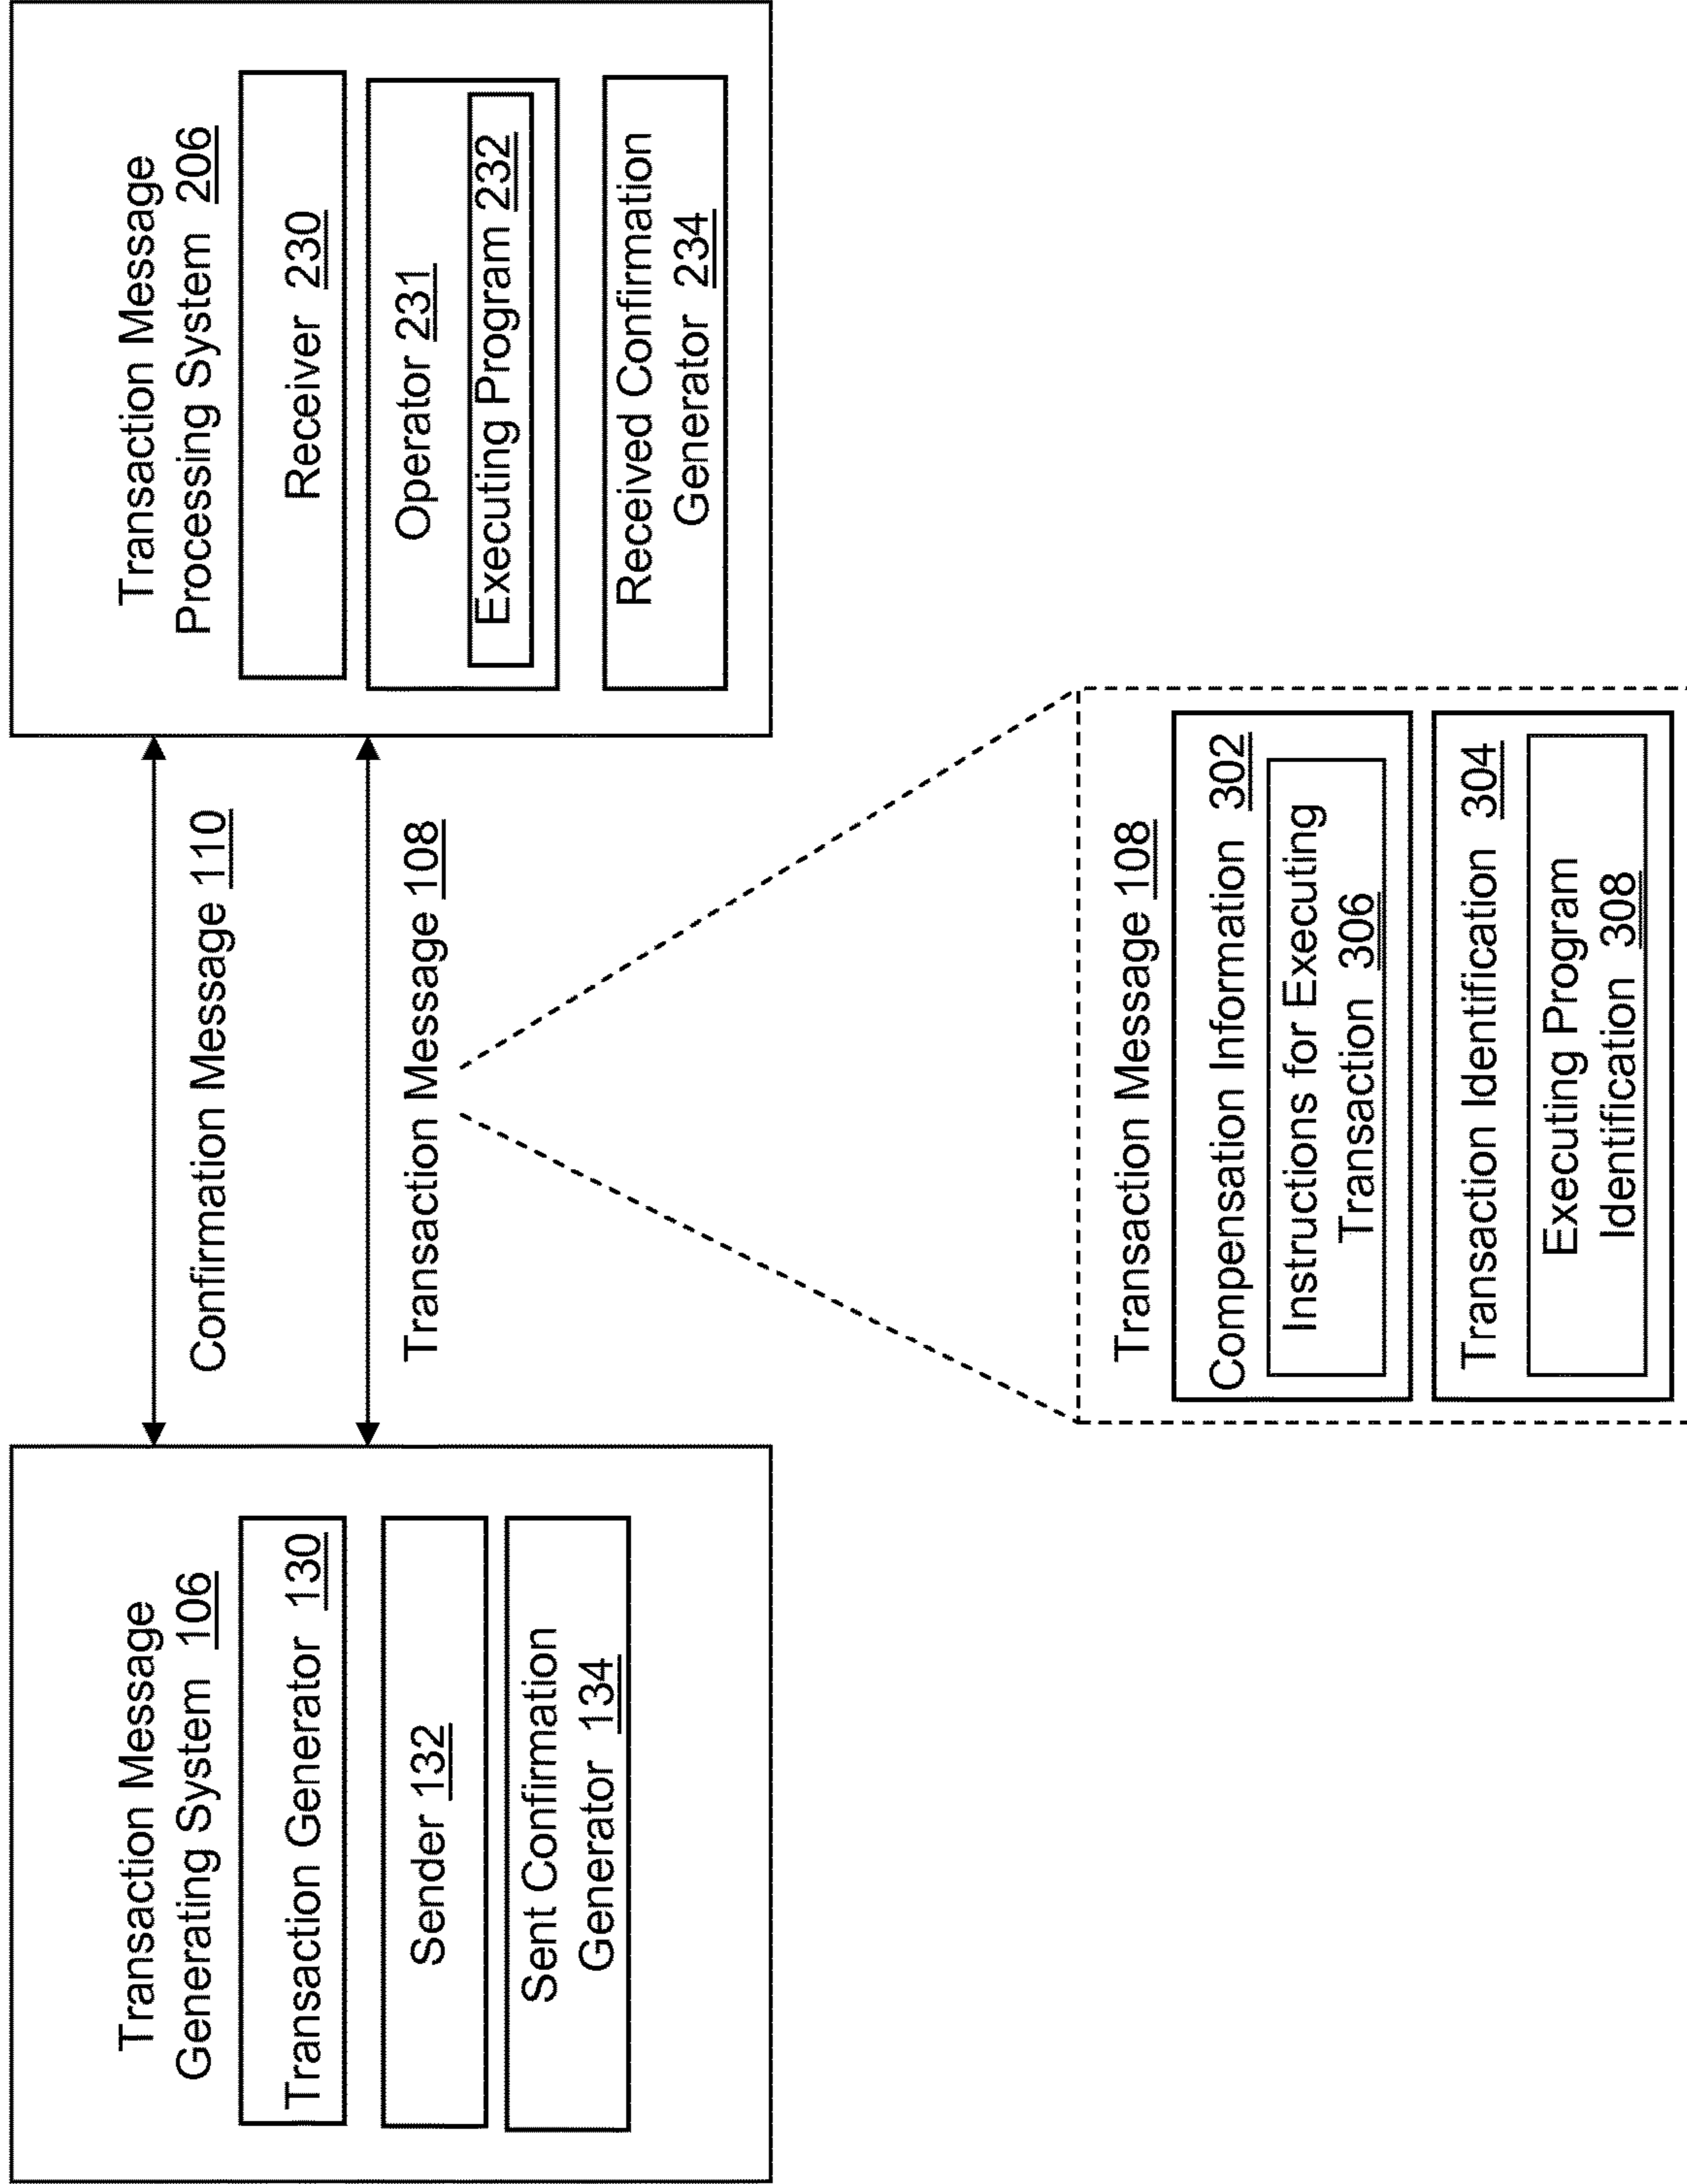 Transaction Message
Generating System 106
Transaction Generator 130
Sender 132
Sent Confirmation
Generator 134
Confirmation Message 110
Transaction Message 108
Transaction Message
Processing System 206
Receiver 230
Operator 231
Executing Program 232
Received Confirmation
Generator 234
Transaction Message 108
Compensation Information 302
Instructions for Executing
Transaction 306
Transaction Identification 304
Executing Program
Identification 308